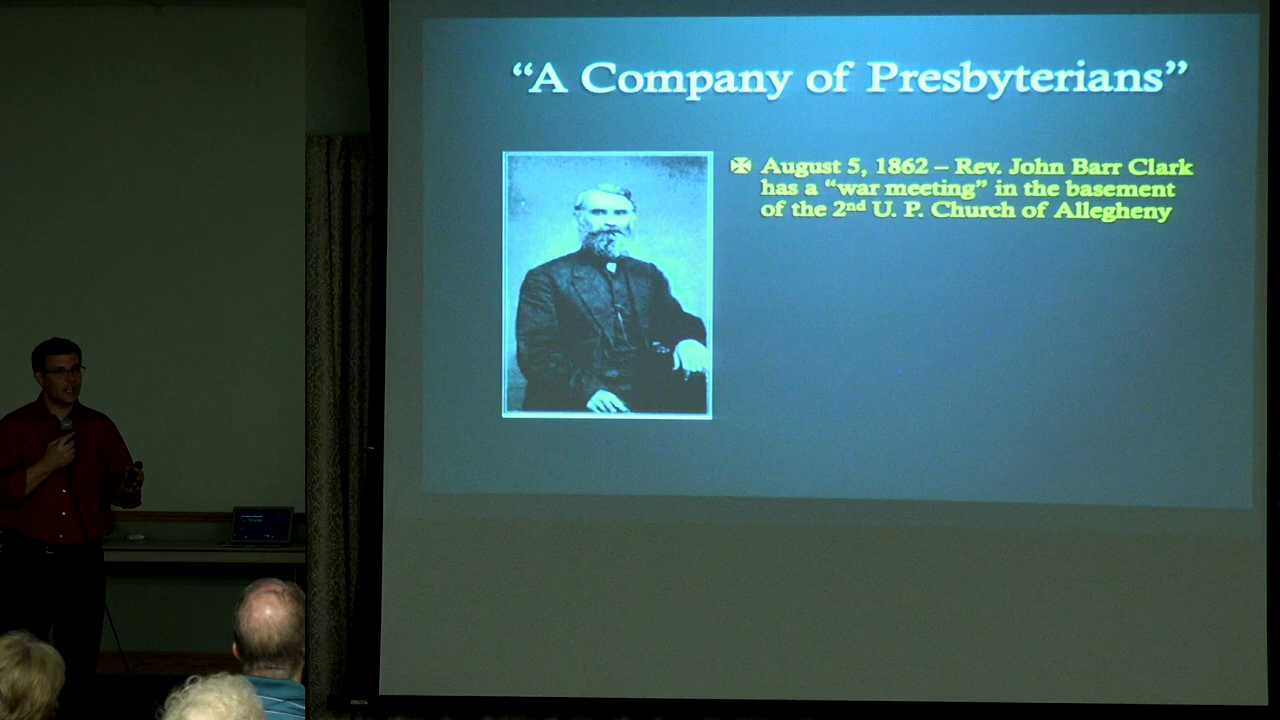 “A Company of Presbyterians”
August 5, 1862 – Rev. John Barr Clark
has a “war meeting” in the basement
of the 2nd U. P. Church of Allegheny